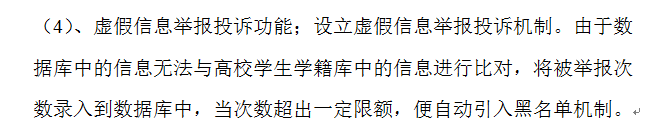 （4）、虚假信息举报投诉功能；设立虚假信息举报投诉机制。由于数
据库中的信息无法与高校学生学籍库中的信息进行比对，将被举报次
数录入到数据库中，当次数超出一定限额，便自动引入黑名单机制。